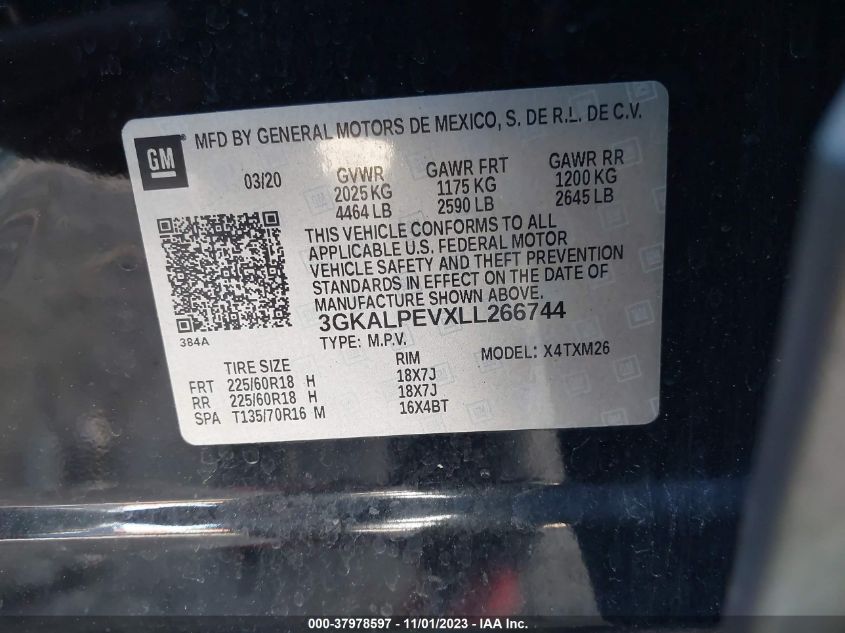 GM
MFD BY GENERAL MOTORS DE MEXICO, S. DE R.L. DE C.V.
03/20
GVWR GAWR FRT GAWR RR
2025 KG 1175 KG 1200 KG
4464 LB 2590 LB 2645 LB
THIS VEHICLE CONFORMS TO ALL
APPLICABLE U.S. FEDERAL MOTOR
VEHICLE SAFETY AND THEFT PREVENTION
STANDARDS IN EFFECT ON THE DATE OF
MANUFACTURE SHOWN ABOVE.
3GKALPEVXLL266744
384A
TYPE: M.P.V. MODEL: X4TXM26
TIRE SIZE RIM
FRT 225/60R18 H 18X7J
RR 225/60R18 H 18X7J
SPA T135/70R16 M 16X4BT
000-37978597 - 11/01/2023 - IAA Inc.